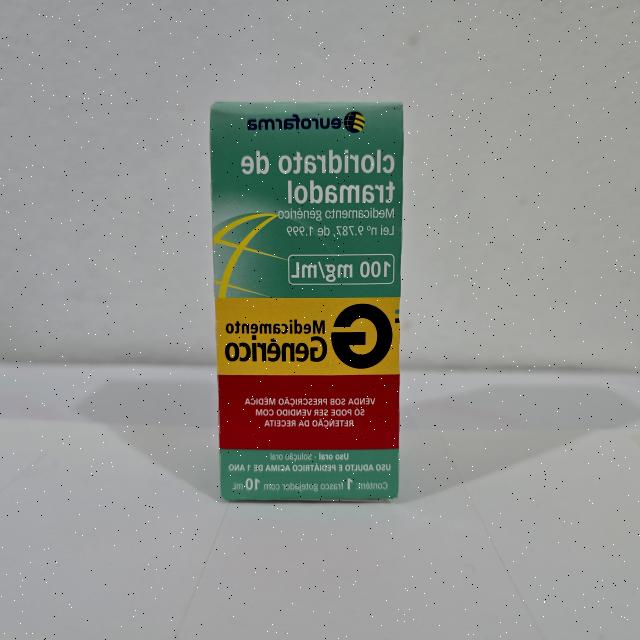 eurofarma
cloridrato de
tramadol
Medicamento genérico
Lei nº 9.787, de 1.999
100 mg/mL
G Medicamento
Genérico
VENDA SOB PRESCRIÇÃO MÉDICA
SÓ PODE SER VENDIDO COM
RETENÇÃO DA RECEITA
Uso oral - Solução oral
USO ADULTO E PEDIÁTRICO ACIMA DE 1 ANO
Contém: 1 frasco gotejador com 10 mL